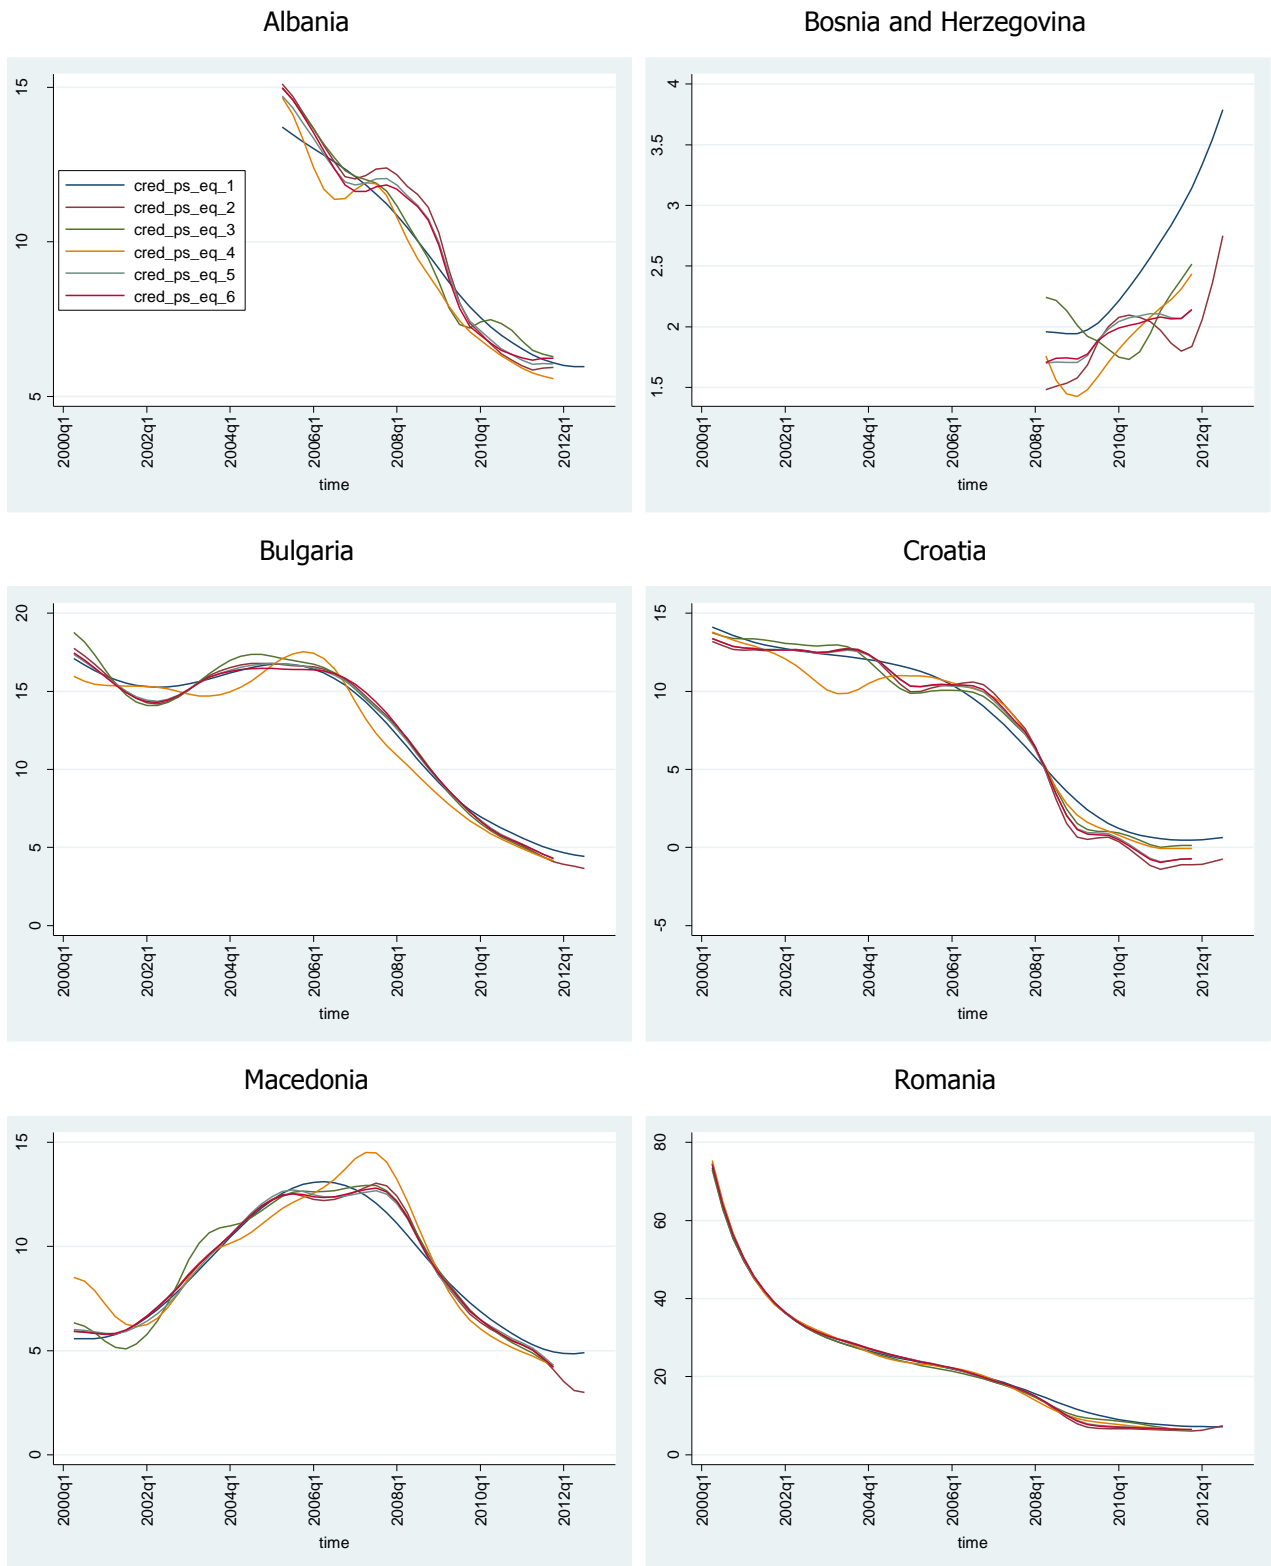 Albania
15
10
5
cred_ps_eq_1
cred_ps_eq_2
cred_ps_eq_3
cred_ps_eq_4
cred_ps_eq_5
cred_ps_eq_6
2000q1
2002q1
2004q1
2006q1
2008q1
2010q1
2012q1
time
Bosnia and Herzegovina
4
3.5
3
2.5
2
1.5
2000q1
2002q1
2004q1
2006q1
2008q1
2010q1
2012q1
time
Bulgaria
20
15
10
5
0
2000q1
2002q1
2004q1
2006q1
2008q1
2010q1
2012q1
time
Croatia
15
10
5
0
-5
2000q1
2002q1
2004q1
2006q1
2008q1
2010q1
2012q1
time
Macedonia
15
10
5
0
2000q1
2002q1
2004q1
2006q1
2008q1
2010q1
2012q1
time
Romania
80
60
40
20
0
2000q1
2002q1
2004q1
2006q1
2008q1
2010q1
2012q1
time